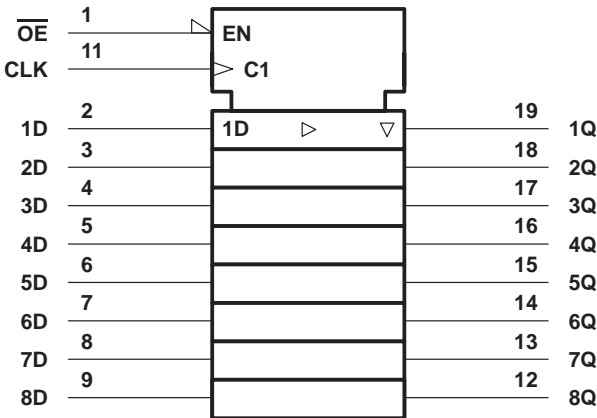 OE 1 EN
CLK 11 C1
1D 2 1D 19 1Q
2D 3 18 2Q
3D 4 17 3Q
4D 5 16 4Q
5D 6 15 5Q
6D 7 14 6Q
7D 8 13 7Q
8D 9 12 8Q